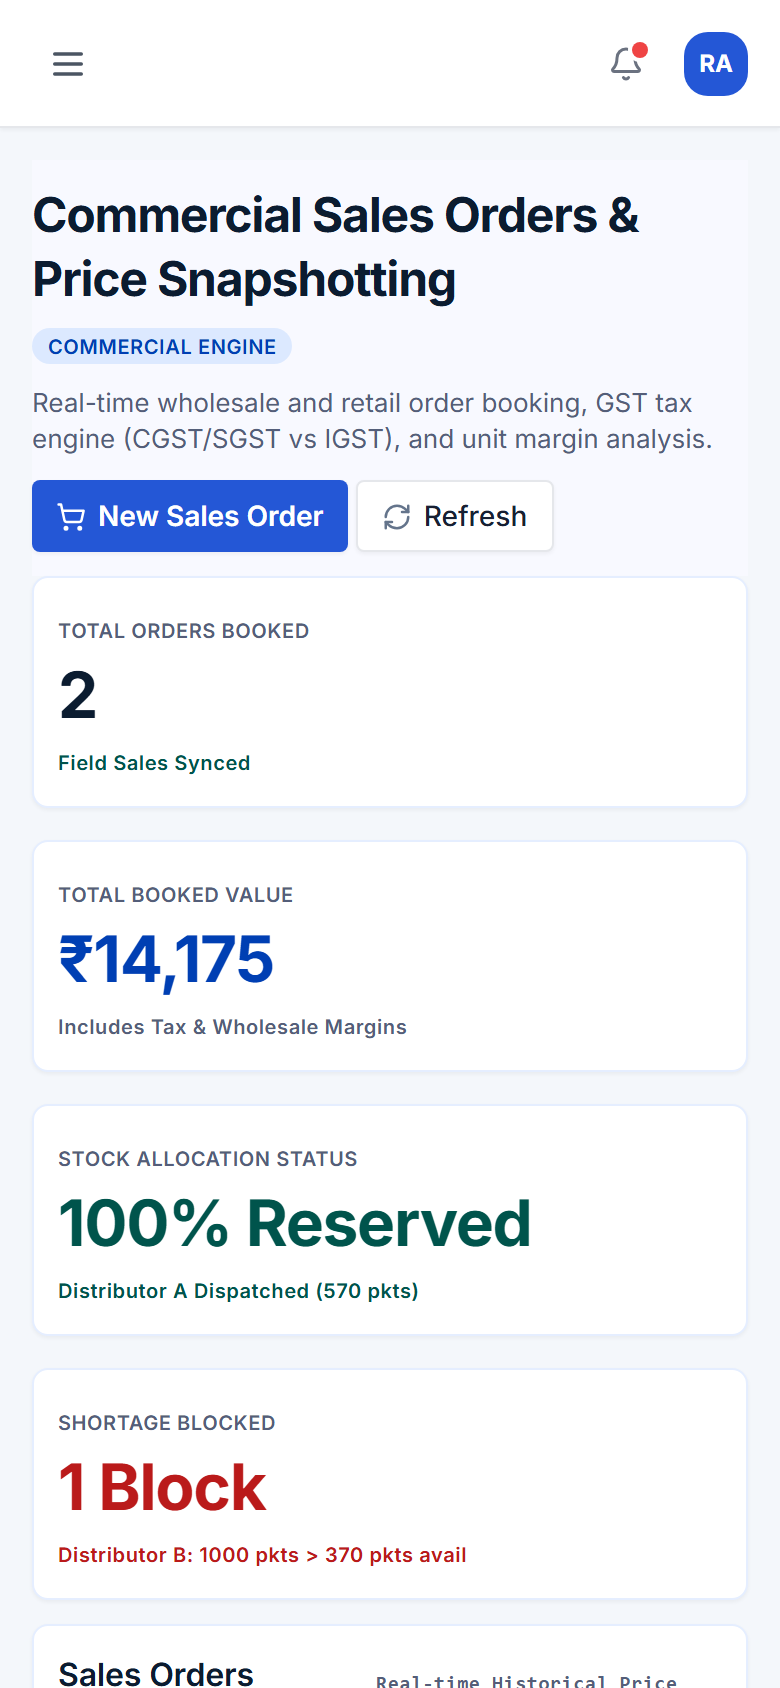 RA
Commercial Sales Orders &
Price Snapshotting
COMMERCIAL ENGINE
Real-time wholesale and retail order booking, GST tax
engine (CGST/SGST vs IGST), and unit margin analysis.
New Sales Order
Refresh
TOTAL ORDERS BOOKED
2
Field Sales Synced
TOTAL BOOKED VALUE
₹14,175
Includes Tax & Wholesale Margins
STOCK ALLOCATION STATUS
100% Reserved
Distributor A Dispatched (570 pkts)
SHORTAGE BLOCKED
1 Block
Distributor B: 1000 pkts > 370 pkts avail
Sales Orders
Real-time Historical Price